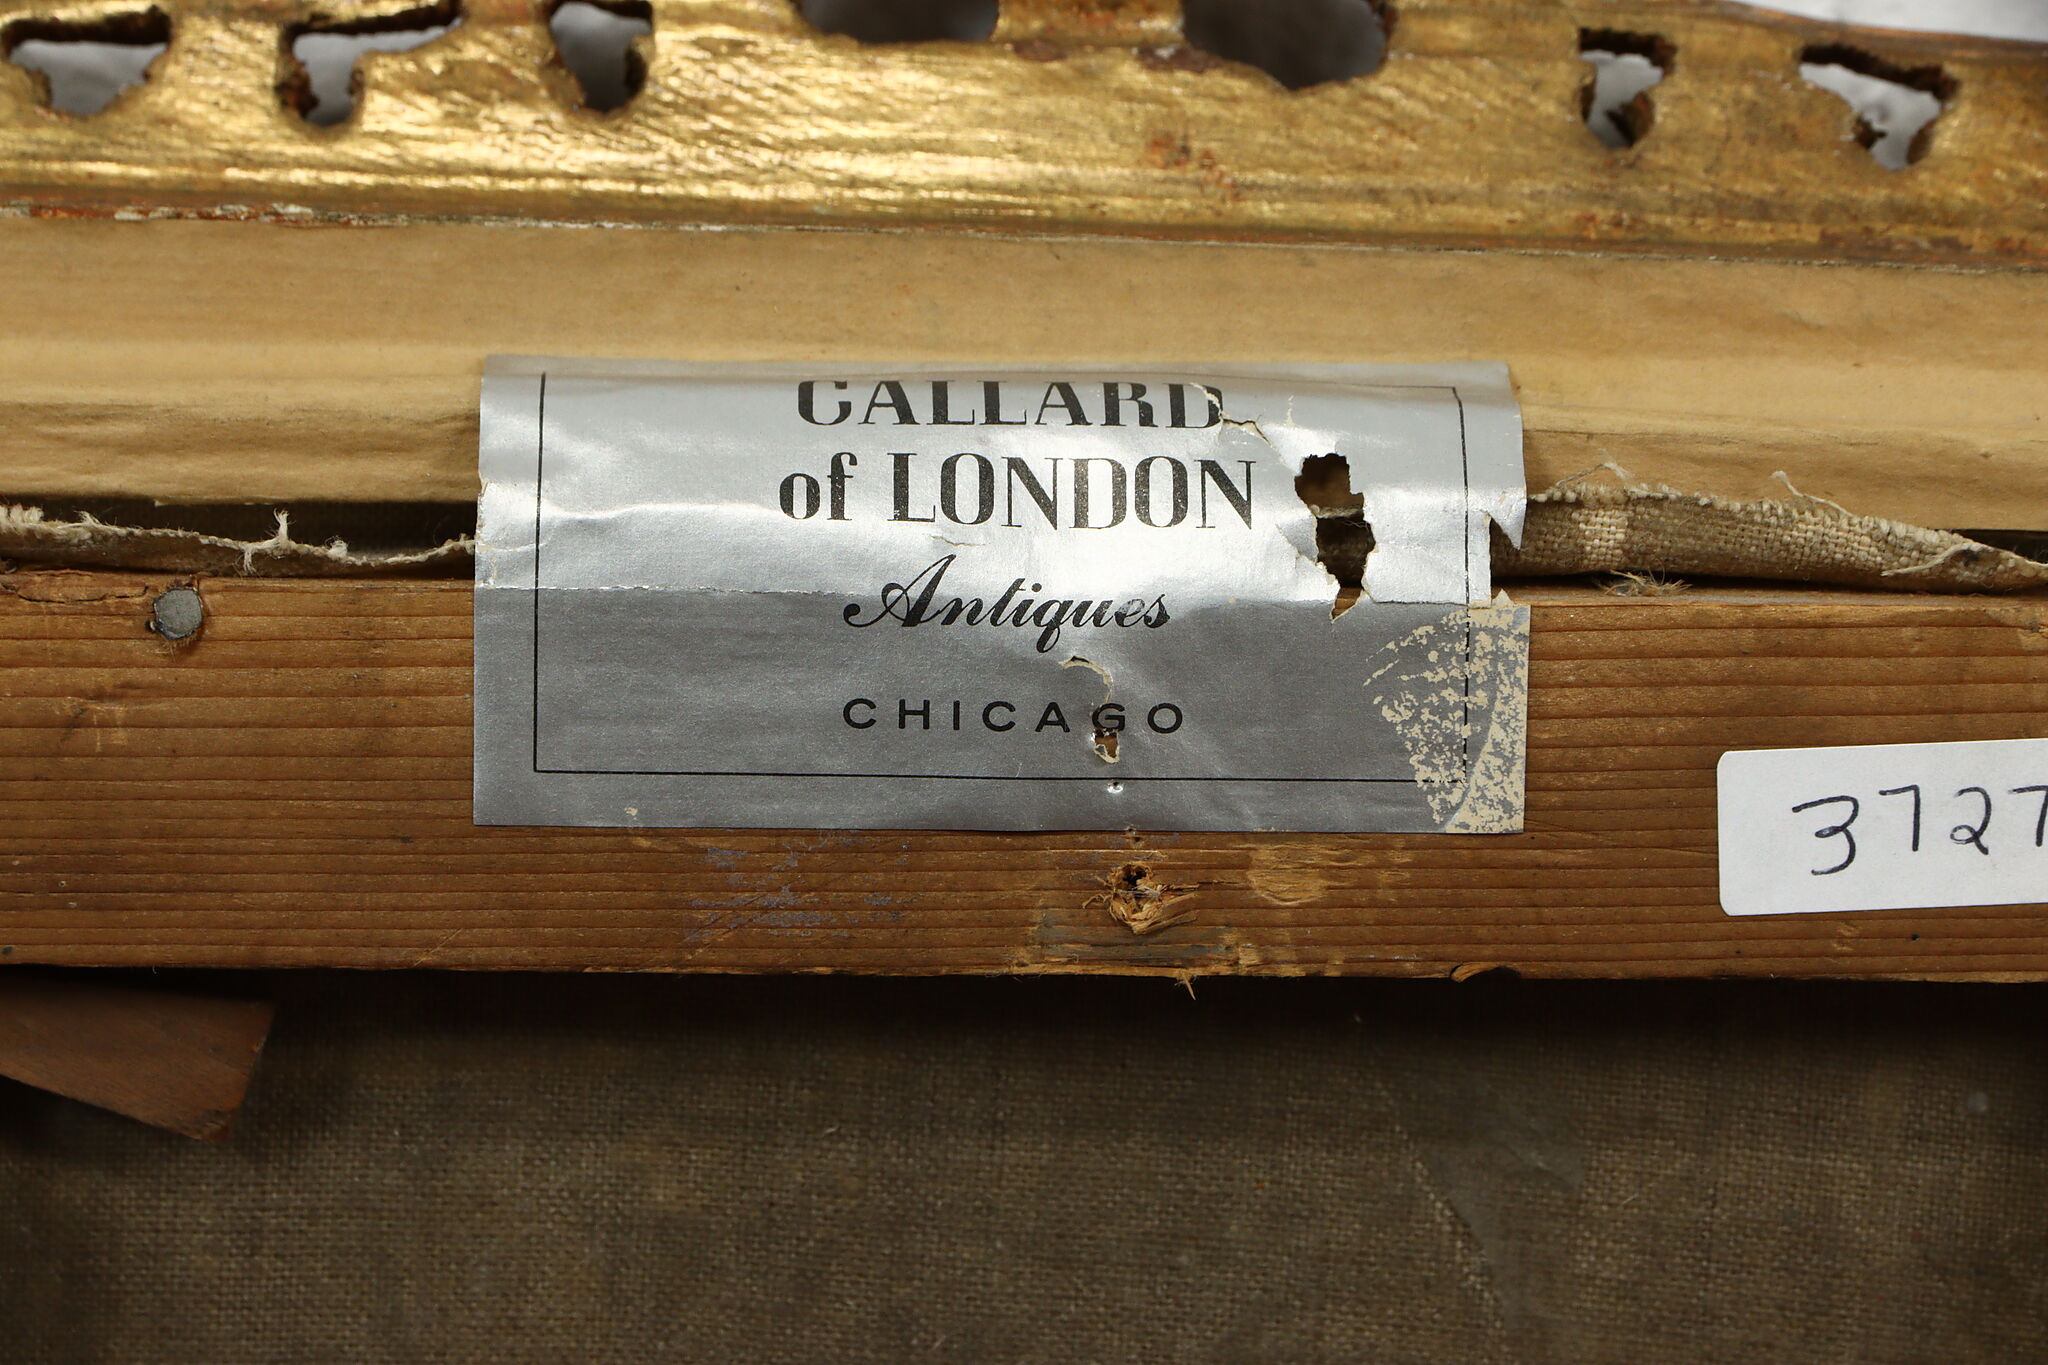 CALLARD
of LONDON
Antiques
CHICAGO
3727